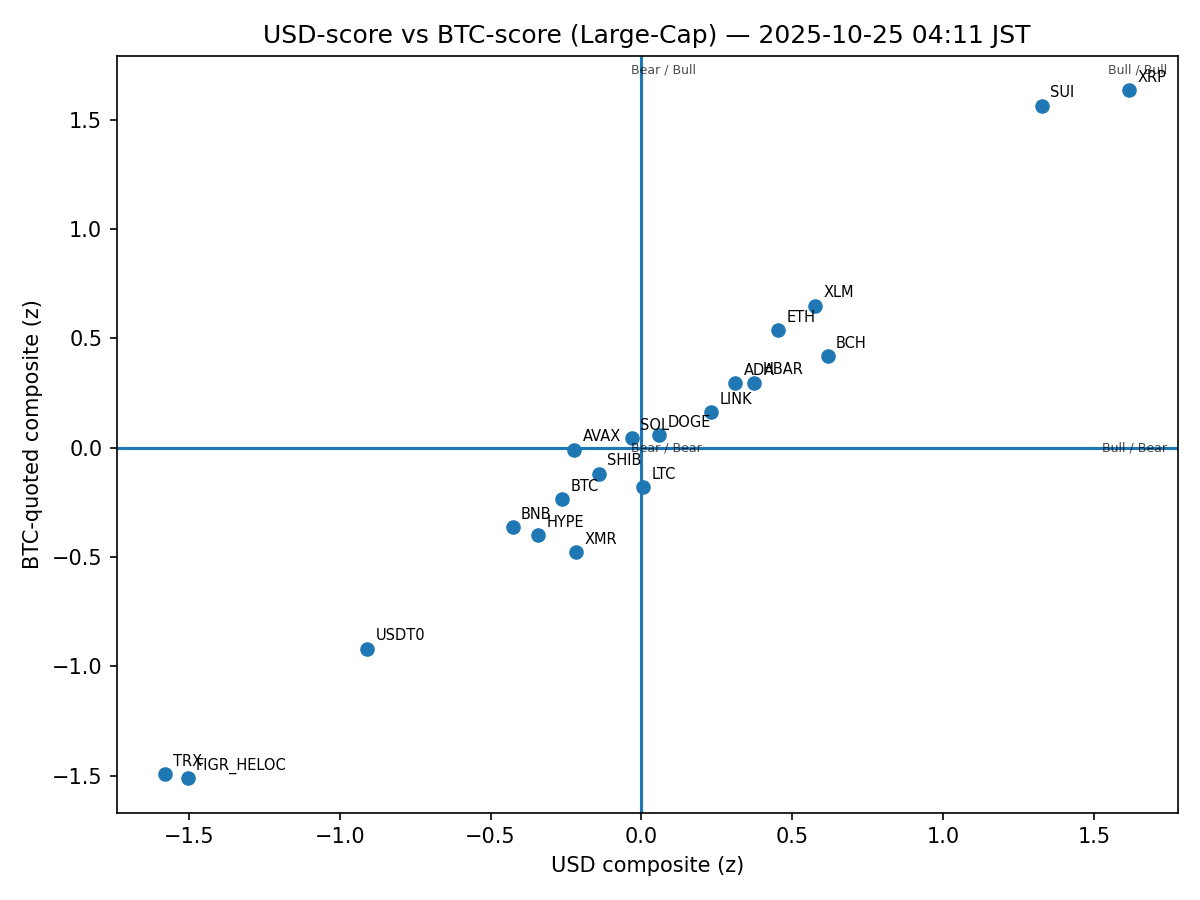 USD-score vs BTC-score (Large-Cap) — 2025-10-25 04:11 JST
Bear / Bull
Bull / Bull
XRP
SUI
1.5
1.0
XLM
ETH
0.5
BCH
ADA
HBAR
LINK
DOGE
SOL
AVAX
0.0
Bear / Bear
Bull / Bear
SHIB
LTC
BTC
BNB
HYPE
XMR
−0.5
USDT0
−1.0
TRX
FIGR_HELOC
−1.5
−1.5
−1.0
−0.5
0.0
0.5
1.0
1.5
USD composite (z)
BTC-quoted composite (z)